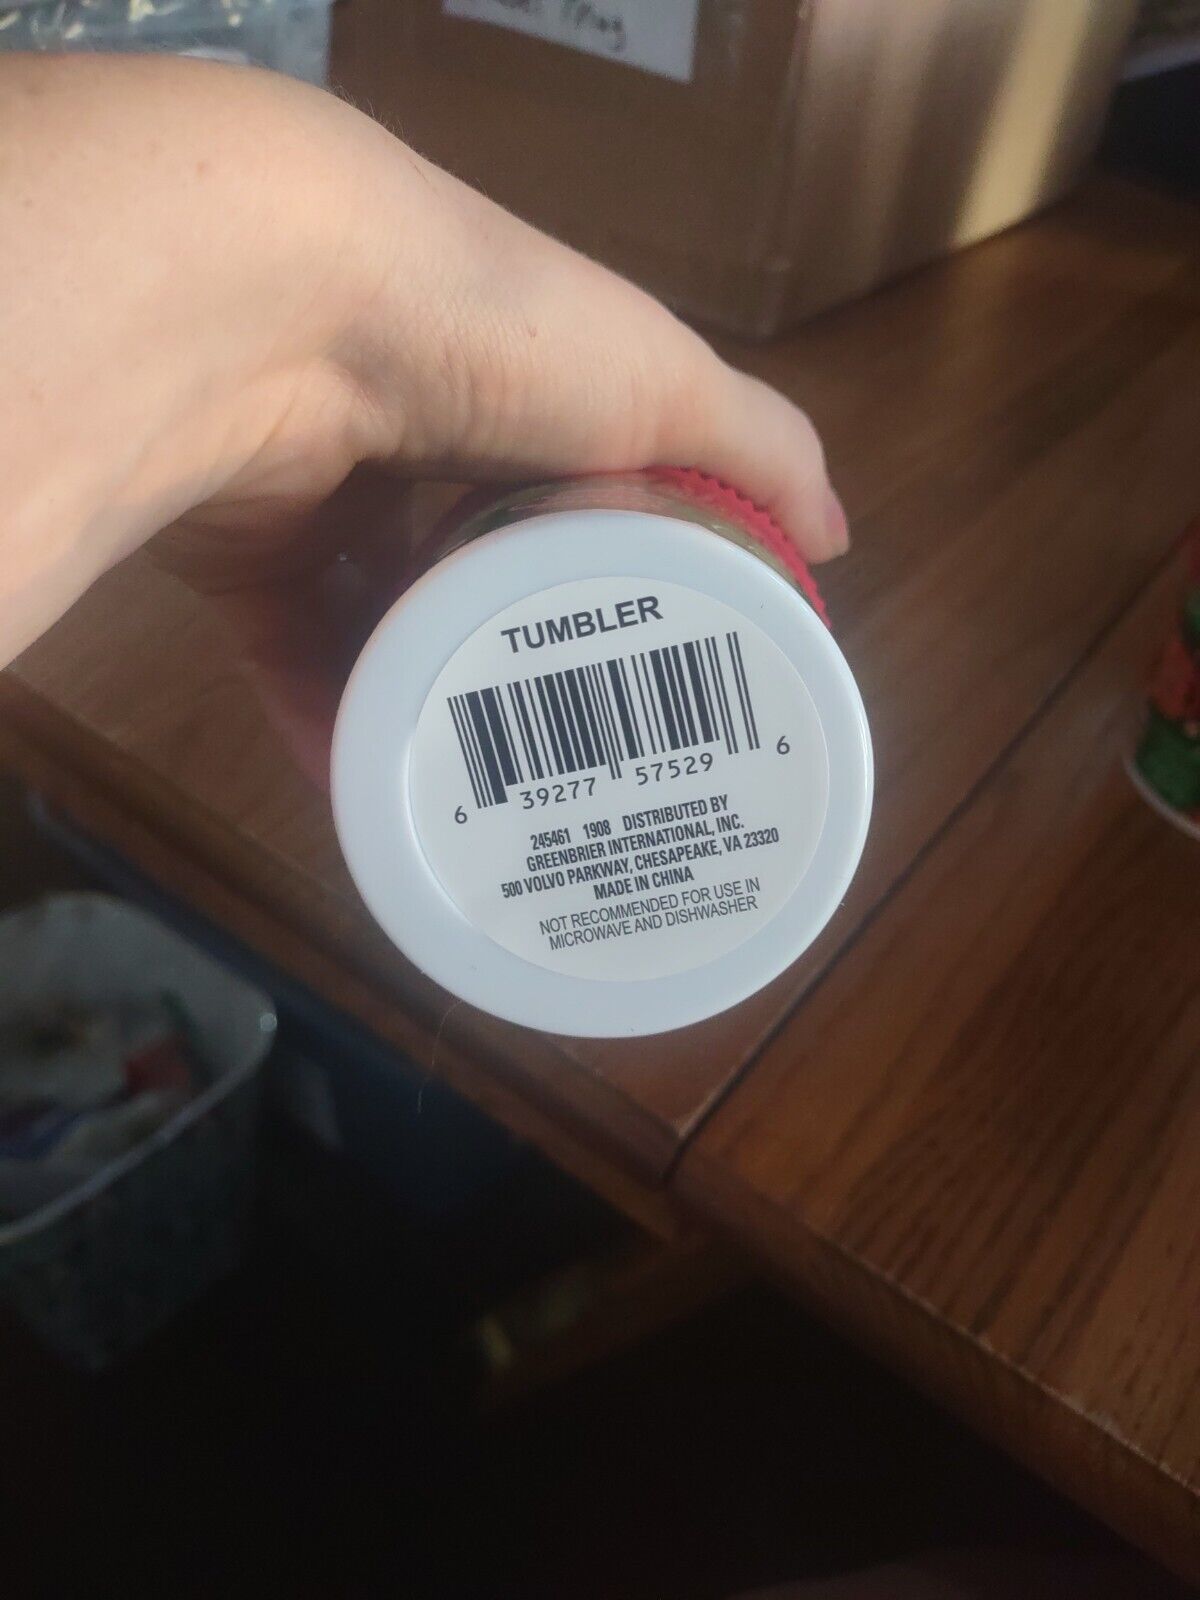 TUMBLER
6 39277 57529 6
245461 1908 DISTRIBUTED BY
GREENBRIER INTERNATIONAL, INC.
500 VOLVO PARKWAY, CHESAPEAKE, VA 23320
MADE IN CHINA
NOT RECOMMENDED FOR USE IN
MICROWAVE AND DISHWASHER